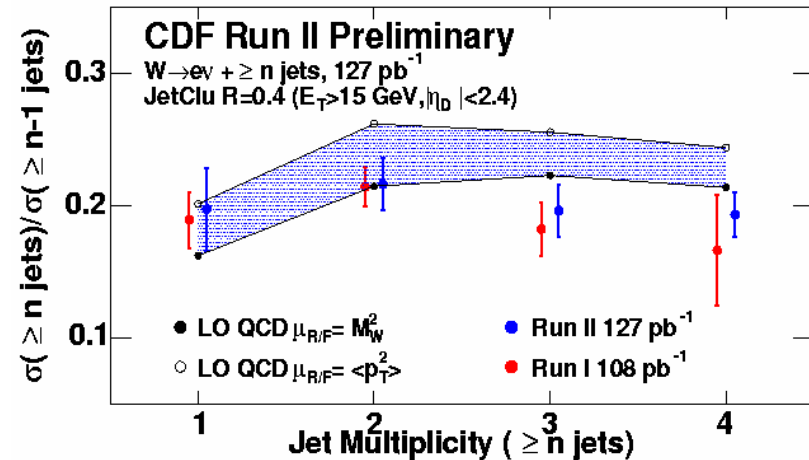 CDF Run II Preliminary
W→eν + ≥ n jets, 127 pb⁻¹
JetClu R=0.4 (E_T>15 GeV,|η_D|<2.4)
0.3
0.2
0.1
σ( ≥ n jets)/σ( ≥ n-1 jets)
LO QCD μ_R/F= M_W²
LO QCD μ_R/F= <p_T²>
Run II 127 pb⁻¹
Run I 108 pb⁻¹
1 2 3 4
Jet Multiplicity ( ≥ n jets)